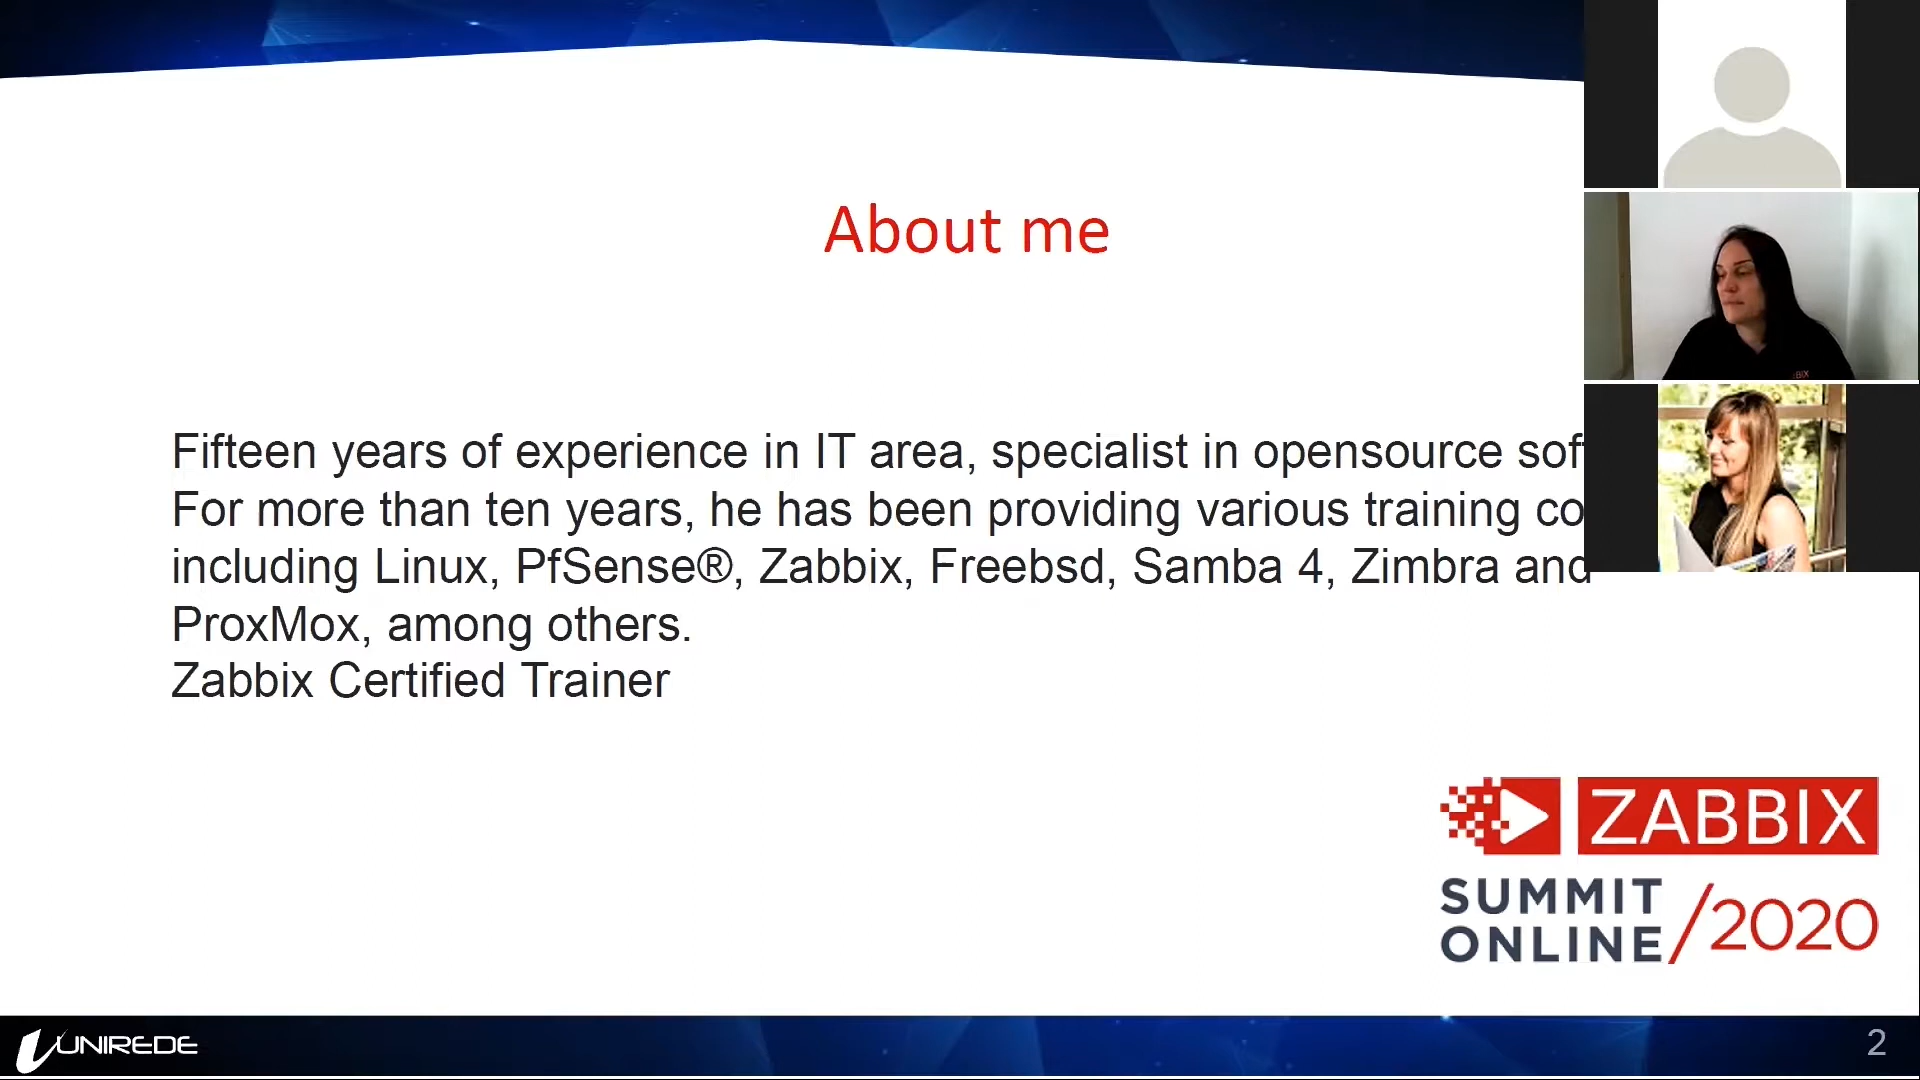 About me
Fifteen years of experience in IT area, specialist in opensource
For more than ten years, he has been providing various training
including Linux, PfSense®, Zabbix, Freebsd, Samba 4, Zimbra and
ProxMox, among others.
Zabbix Certified Trainer
ZABBIX
SUMMIT
ONLINE
/2020
UNIREDE
2